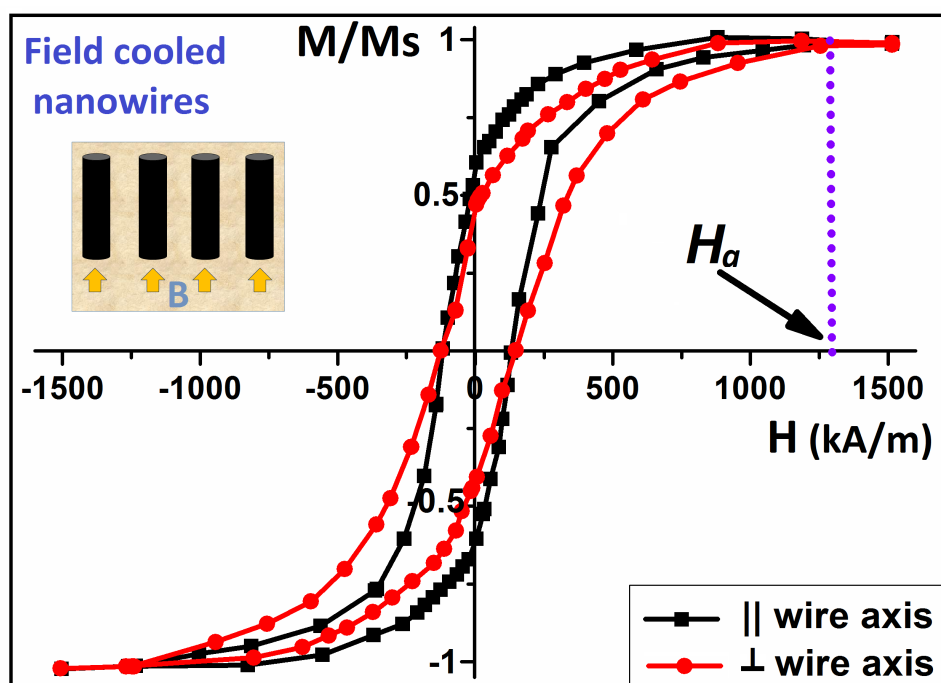 Field cooled
nanowires
M/Ms
1
0.5
B
Ha
-1500 -1000 -500 0 500 1000 1500
H (kA/m)
-0.5
-1
|| wire axis
⊥ wire axis